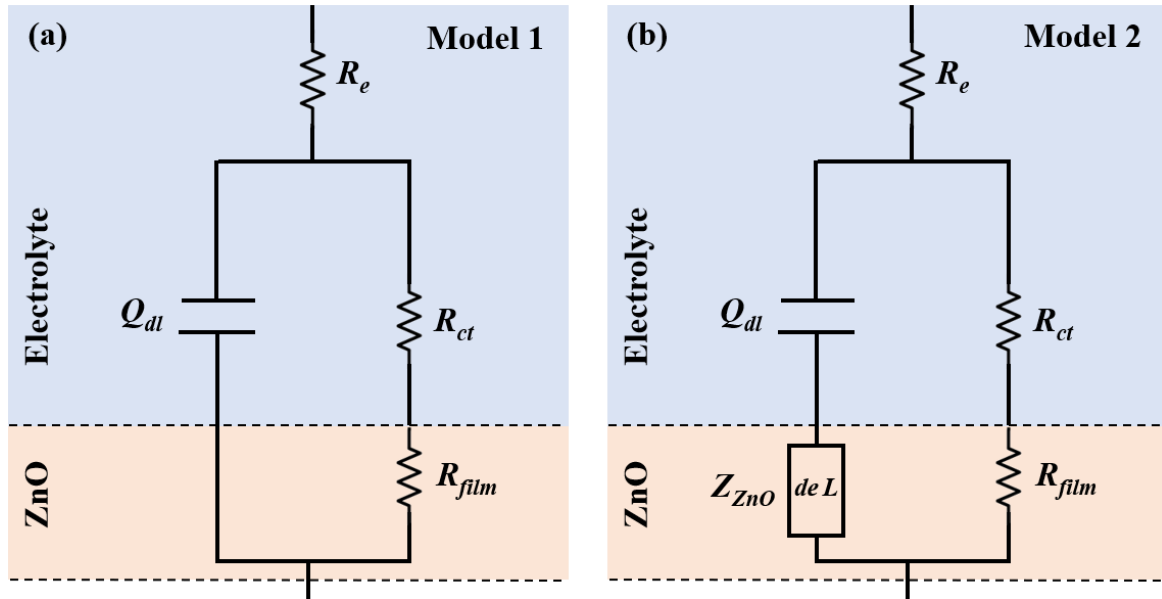 (a)
Model 1
R_e
Q_dl
R_ct
Electrolyte
ZnO
R_film
(b)
Model 2
R_e
Q_dl
R_ct
Electrolyte
ZnO
Z_ZnO
de L
R_film